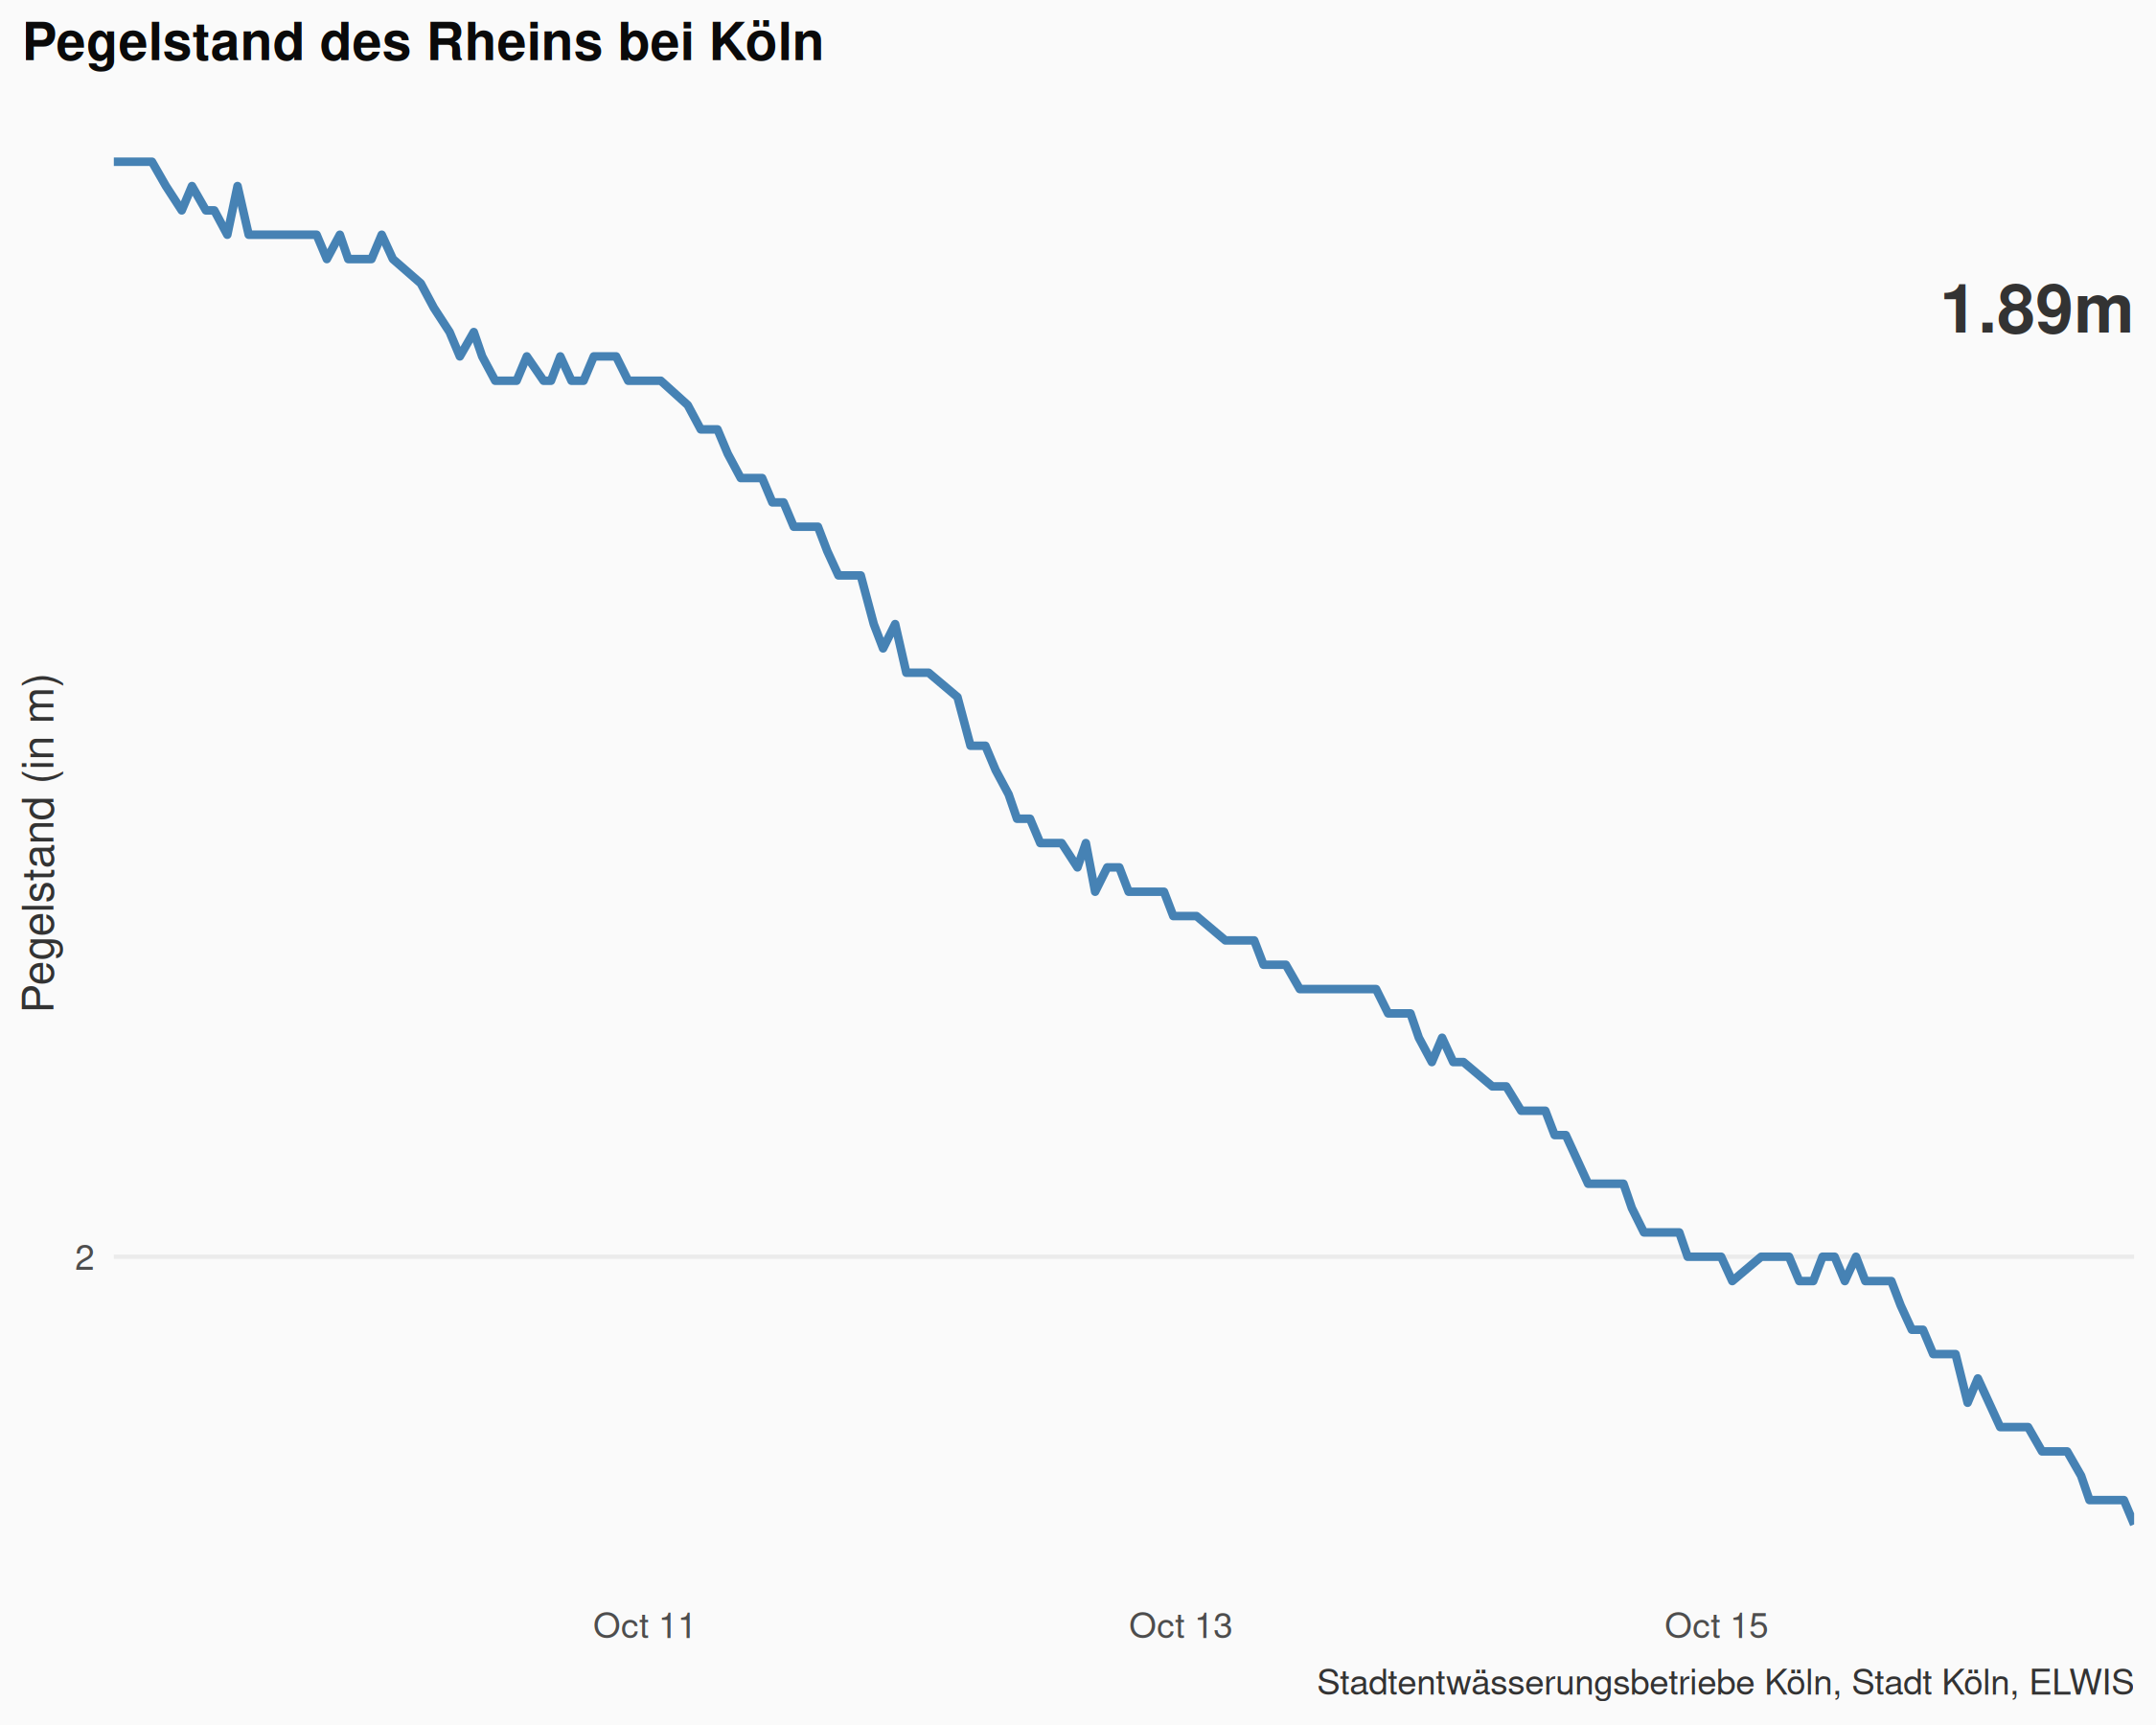 Pegelstand des Rheins bei Köln
1.89m
Pegelstand (in m)
2
Oct 11
Oct 13
Oct 15
Stadtentwässerungsbetriebe Köln, Stadt Köln, ELWIS